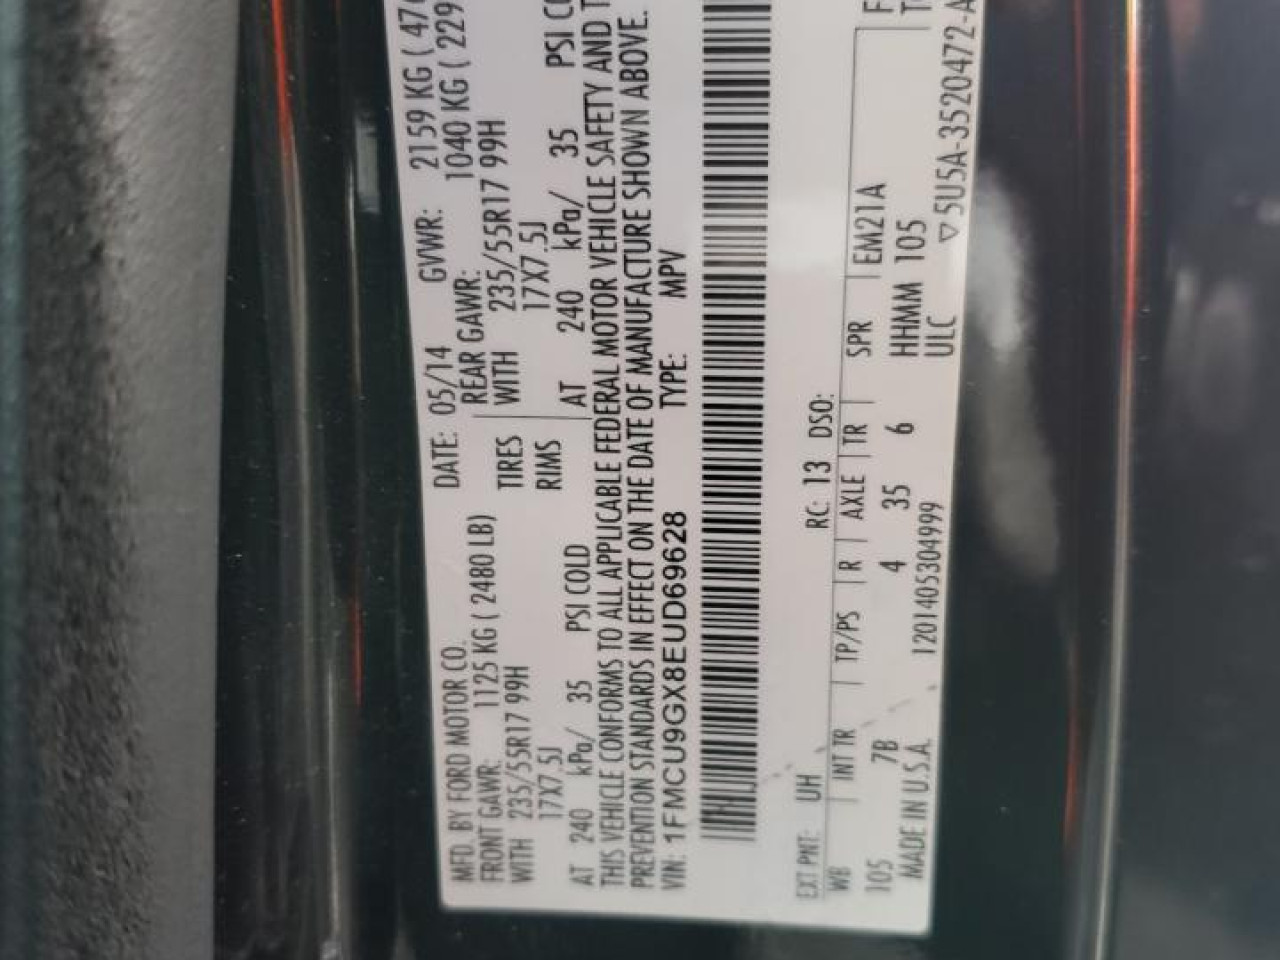 MFD. BY FORD MOTOR CO.
DATE: 05/14 GVWR: 2159 KG (
FRONT GAWR: 1125 KG ( 2480 LB)
REAR GAWR: 1040 KG (
WITH 235/55R17 99H TIRES WITH 235/55R17 99H
17X7.5J RIMS 17X7.5J
AT 240 kPa/ 35 PSI COLD AT 240 kPa/ 35 PSI
THIS VEHICLE CONFORMS TO ALL APPLICABLE FEDERAL MOTOR VEHICLE SAFETY AND
PREVENTION STANDARDS IN EFFECT ON THE DATE OF MANUFACTURE SHOWN ABOVE.
VIN: 1FMCU9GX8EUD69628 TYPE: MPV
EXT PNT: UH RC: 13 DSO:
WB INT TR TP/PS R AXLE TR SPR EM21A
105 7B 4 35 6 HHMM 105
MADE IN U.S.A. 1201405304999 ULC
▽ 5U5A-3520472-A